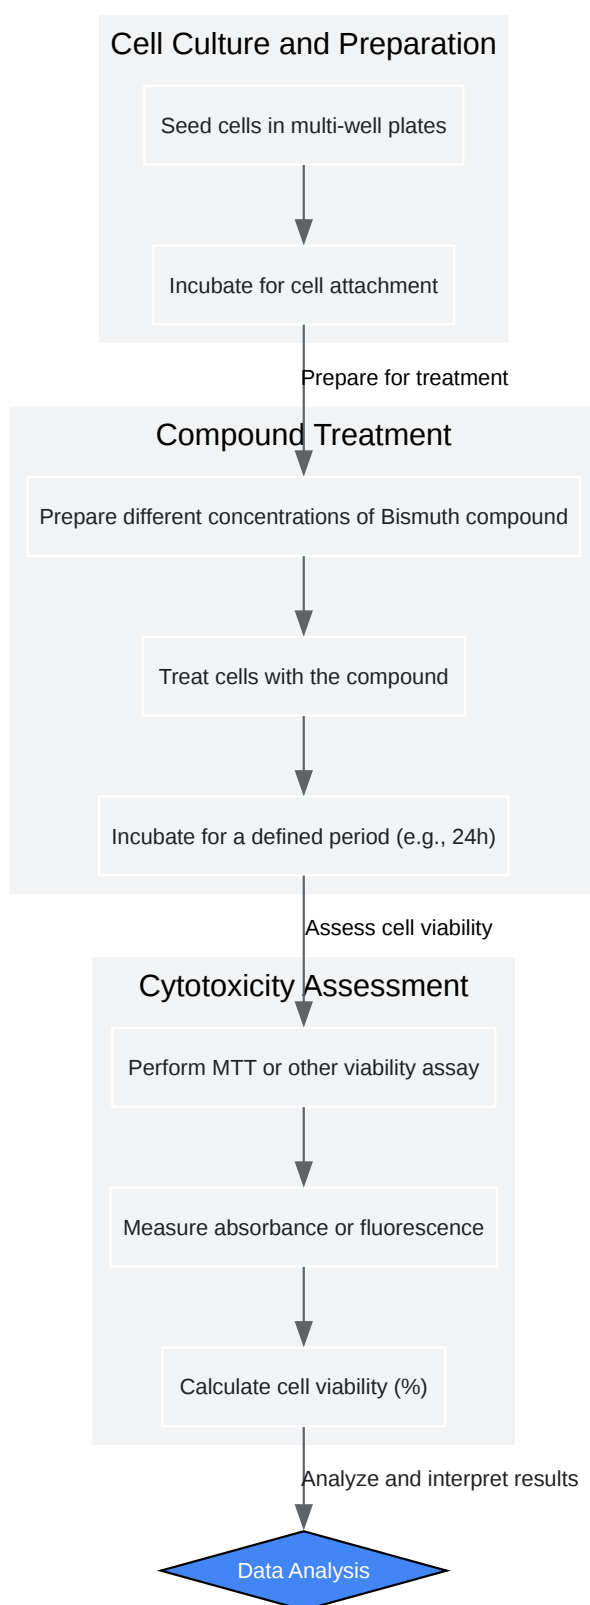 Cell Culture and Preparation
Seed cells in multi-well plates
Incubate for cell attachment
Prepare for treatment
Compound Treatment
Prepare different concentrations of Bismuth compound
Treat cells with the compound
Incubate for a defined period (e.g., 24h)
Assess cell viability
Cytotoxicity Assessment
Perform MTT or other viability assay
Measure absorbance or fluorescence
Calculate cell viability (%)
Analyze and interpret results
Data Analysis